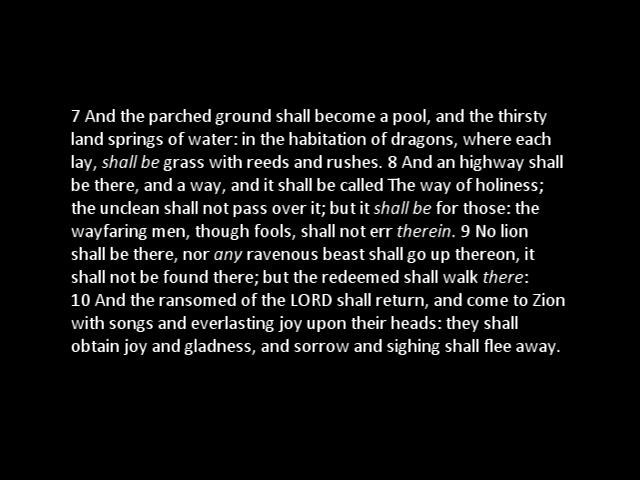 7 And the parched ground shall become a pool, and the thirsty
land springs of water: in the habitation of dragons, where each
lay, shall be grass with reeds and rushes. 8 And an highway shall
be there, and a way, and it shall be called The way of holiness;
the unclean shall not pass over it; but it shall be for those: the
wayfaring men, though fools, shall not err therein. 9 No lion
shall be there, nor any ravenous beast shall go up thereon, it
shall not be found there; but the redeemed shall walk there:
10 And the ransomed of the LORD shall return, and come to Zion
with songs and everlasting joy upon their heads: they shall
obtain joy and gladness, and sorrow and sighing shall flee away.